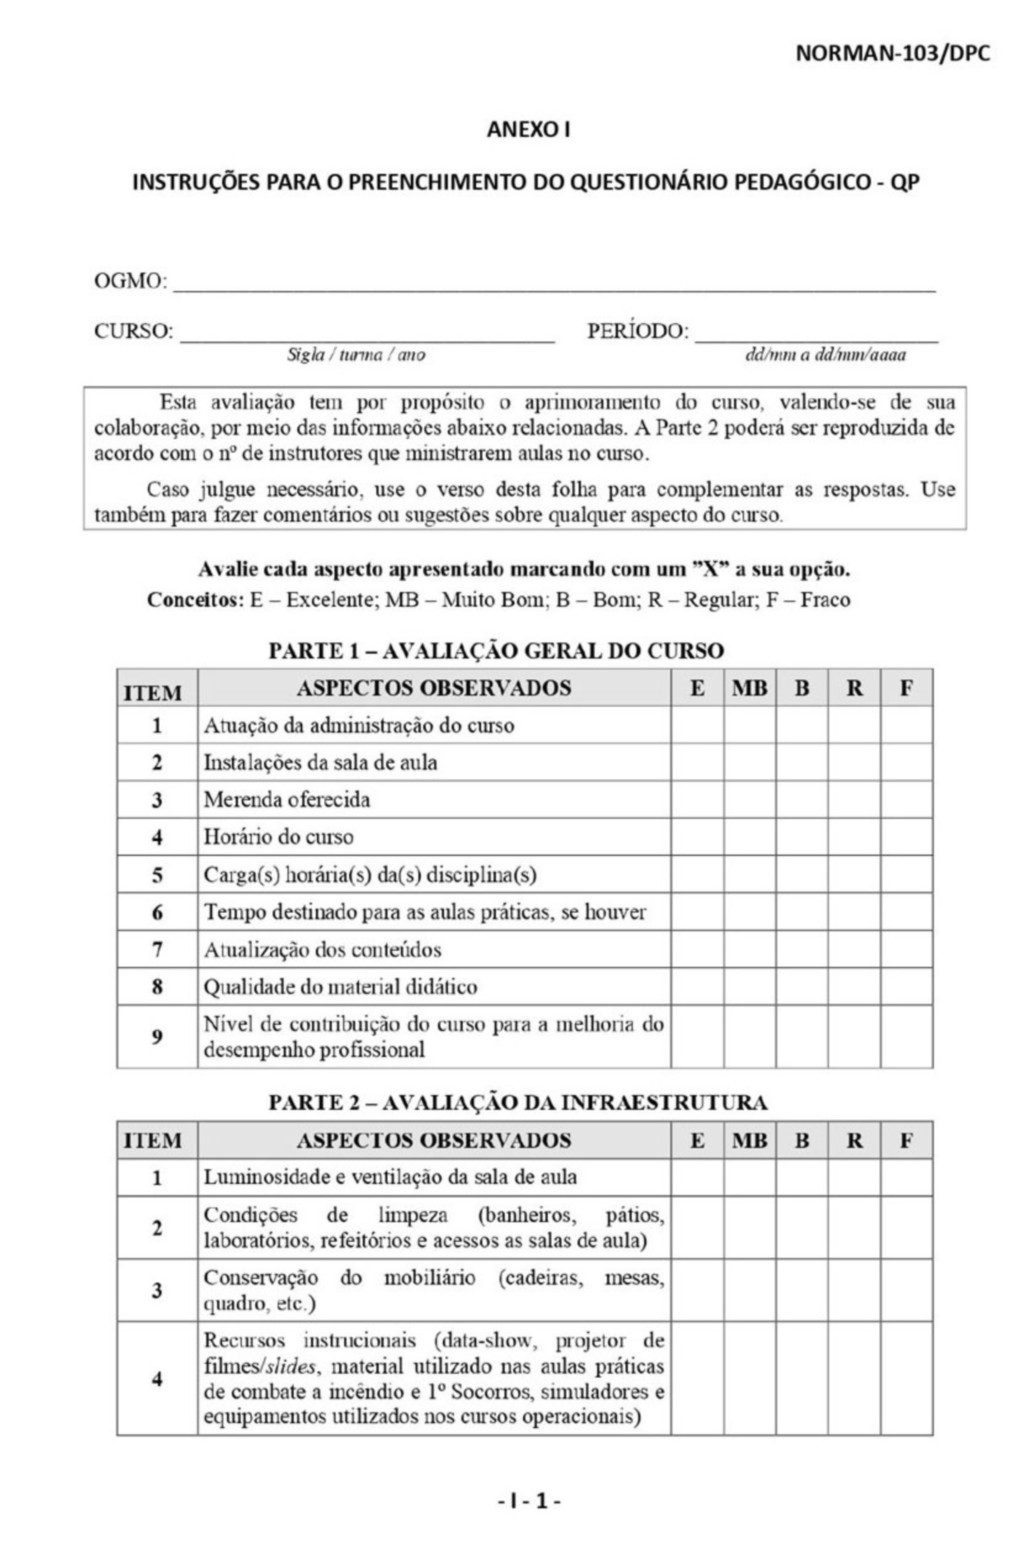 NORMAN-103/DPC
ANEXO I
INSTRUÇÕES PARA O PREENCHIMENTO DO QUESTIONÁRIO PEDAGÓGICO - QP
OGMO:
CURSO: PERÍODO:
Sigla / turma / ano dd/mm a dd/mm/aaaa
Esta avaliação tem por propósito o aprimoramento do curso, valendo-se de sua
colaboração, por meio das informações abaixo relacionadas. A Parte 2 poderá ser reproduzida de
acordo com o nº de instrutores que ministrarem aulas no curso.
Caso julgue necessário, use o verso desta folha para complementar as respostas. Use
também para fazer comentários ou sugestões sobre qualquer aspecto do curso.
Avalie cada aspecto apresentado marcando com um ”X” a sua opção.
Conceitos: E – Excelente; MB – Muito Bom; B – Bom; R – Regular; F – Fraco
PARTE 1 – AVALIAÇÃO GERAL DO CURSO
ITEM ASPECTOS OBSERVADOS E MB B R F
1 Atuação da administração do curso
2 Instalações da sala de aula
3 Merenda oferecida
4 Horário do curso
5 Carga(s) horária(s) da(s) disciplina(s)
6 Tempo destinado para as aulas práticas, se houver
7 Atualização dos conteúdos
8 Qualidade do material didático
9 Nível de contribuição do curso para a melhoria do
desempenho profissional
PARTE 2 – AVALIAÇÃO DA INFRAESTRUTURA
ITEM ASPECTOS OBSERVADOS E MB B R F
1 Luminosidade e ventilação da sala de aula
2 Condições de limpeza (banheiros, pátios,
laboratórios, refeitórios e acessos as salas de aula)
3 Conservação do mobiliário (cadeiras, mesas,
quadro, etc.)
4 Recursos instrucionais (data-show, projetor de
filmes/slides, material utilizado nas aulas práticas
de combate a incêndio e 1º Socorros, simuladores e
equipamentos utilizados nos cursos operacionais)
- I - 1 -